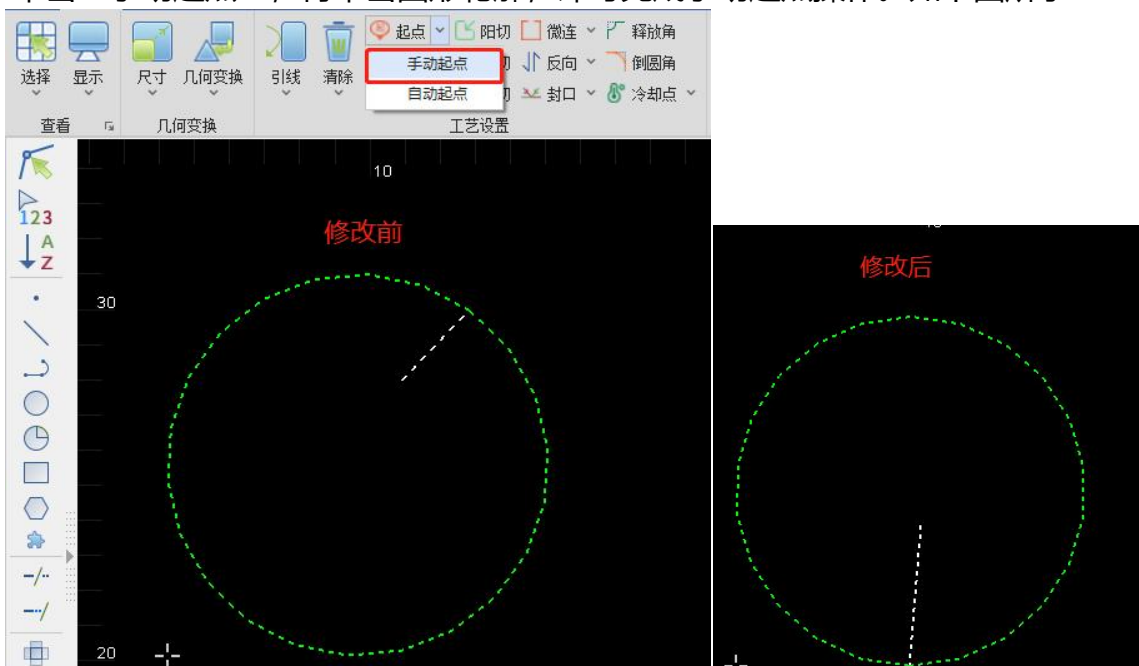 起点 阳切 微连 释放角
手动起点 反向 倒圆角
自动起点 封口 冷却点
选择 显示 尺寸 几何变换 引线 清除
查看 几何变换 工艺设置
10
123
A
Z
修改前
修改后
30
20